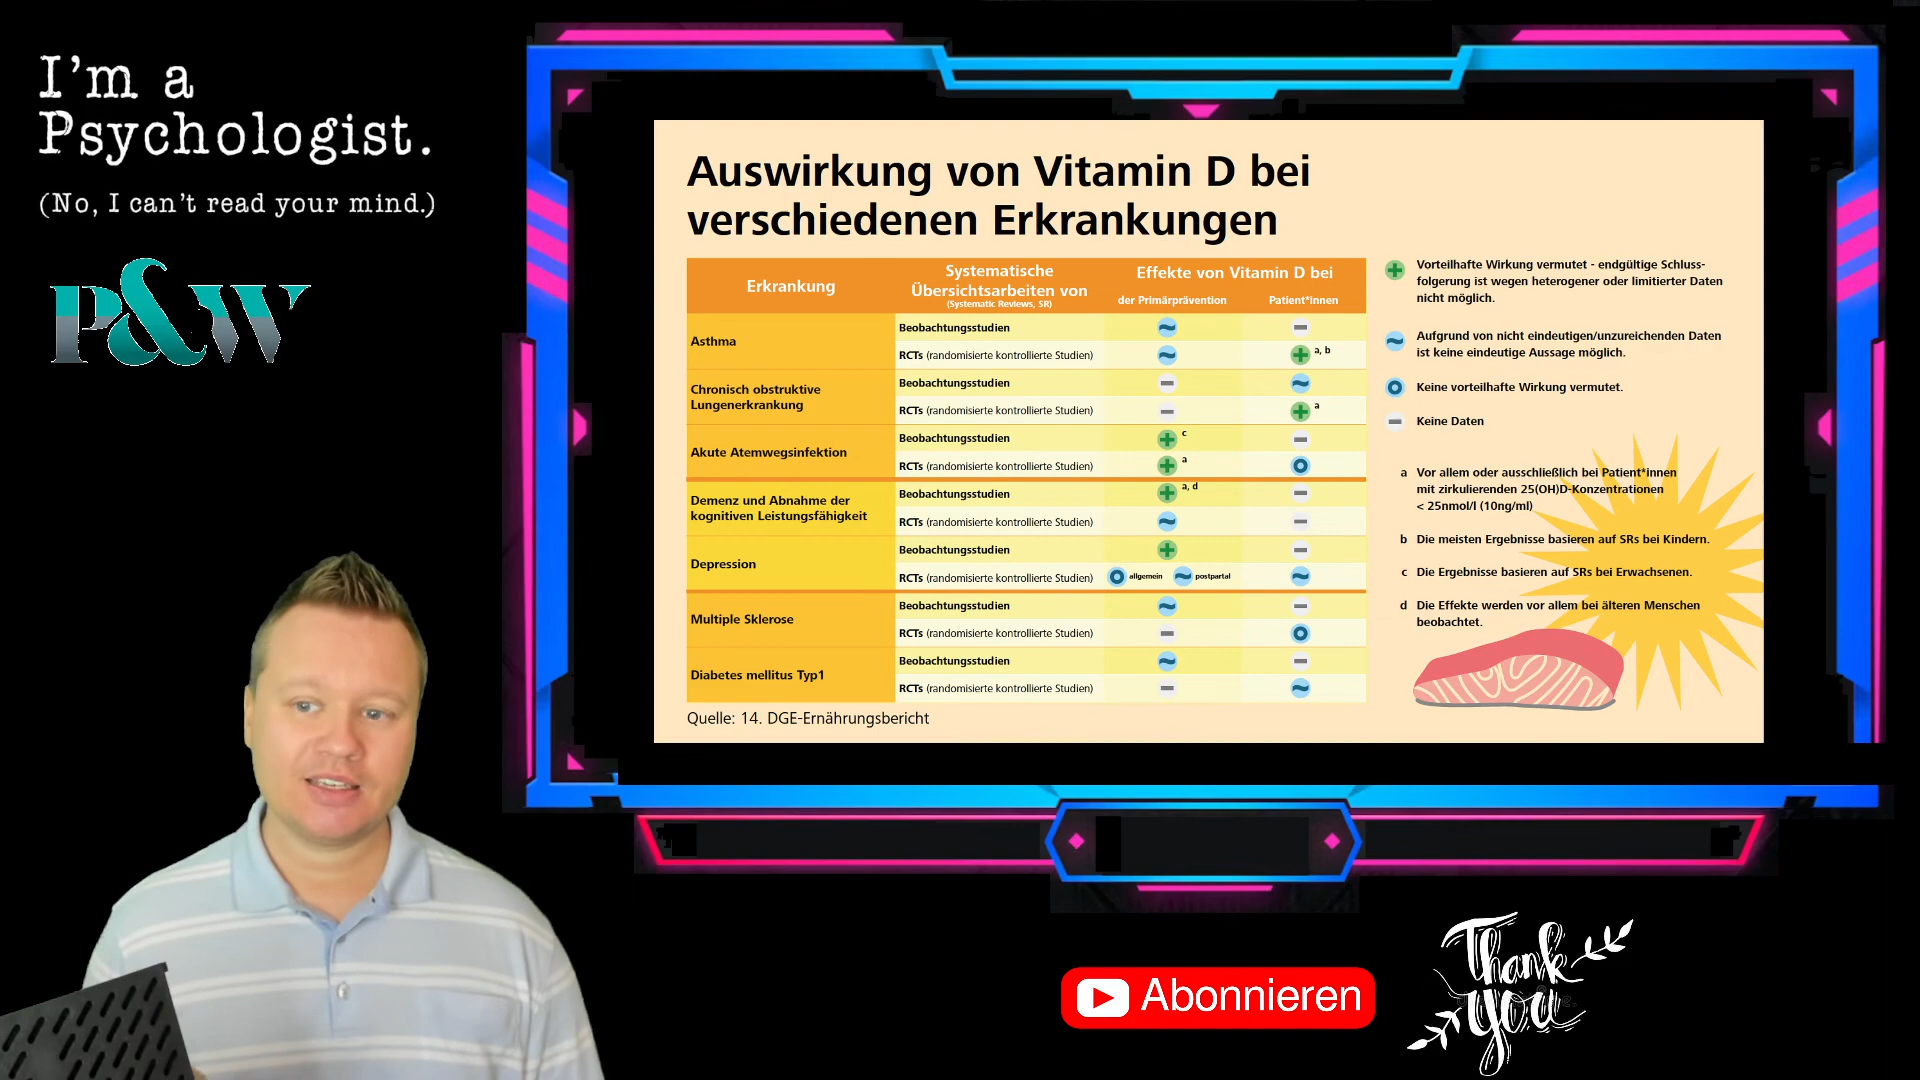 I'm a
Psychologist.
(No, I can't read your mind.)
P&W
Auswirkung von Vitamin D bei
verschiedenen Erkrankungen
Erkrankung
Systematische
Übersichtsarbeiten von
(Systematic Reviews, SR)
Effekte von Vitamin D bei
der Primärprävention
Patient*innen
Asthma
Beobachtungsstudien
RCTs (randomisierte kontrollierte Studien)
a, b
Chronisch obstruktive
Lungenerkrankung
Beobachtungsstudien
RCTs (randomisierte kontrollierte Studien)
a
Akute Atemwegsinfektion
Beobachtungsstudien
c
RCTs (randomisierte kontrollierte Studien)
a
Demenz und Abnahme der
kognitiven Leistungsfähigkeit
Beobachtungsstudien
a, d
RCTs (randomisierte kontrollierte Studien)
Depression
Beobachtungsstudien
RCTs (randomisierte kontrollierte Studien)
allgemein
postpartal
Multiple Sklerose
Beobachtungsstudien
RCTs (randomisierte kontrollierte Studien)
Diabetes mellitus Typ1
Beobachtungsstudien
RCTs (randomisierte kontrollierte Studien)
Quelle: 14. DGE-Ernährungsbericht
Vorteilhafte Wirkung vermutet - endgültige Schluss-
folgerung ist wegen heterogener oder limitierter Daten
nicht möglich.
Aufgrund von nicht eindeutigen/unzureichenden Daten
ist keine eindeutige Aussage möglich.
Keine vorteilhafte Wirkung vermutet.
Keine Daten
a Vor allem oder ausschließlich bei Patient*innen
mit zirkulierenden 25(OH)D-Konzentrationen
< 25nmol/l (10ng/ml)
b Die meisten Ergebnisse basieren auf SRs bei Kindern.
c Die Ergebnisse basieren auf SRs bei Erwachsenen.
d Die Effekte werden vor allem bei älteren Menschen
beobachtet.
Abonnieren
Thank
you